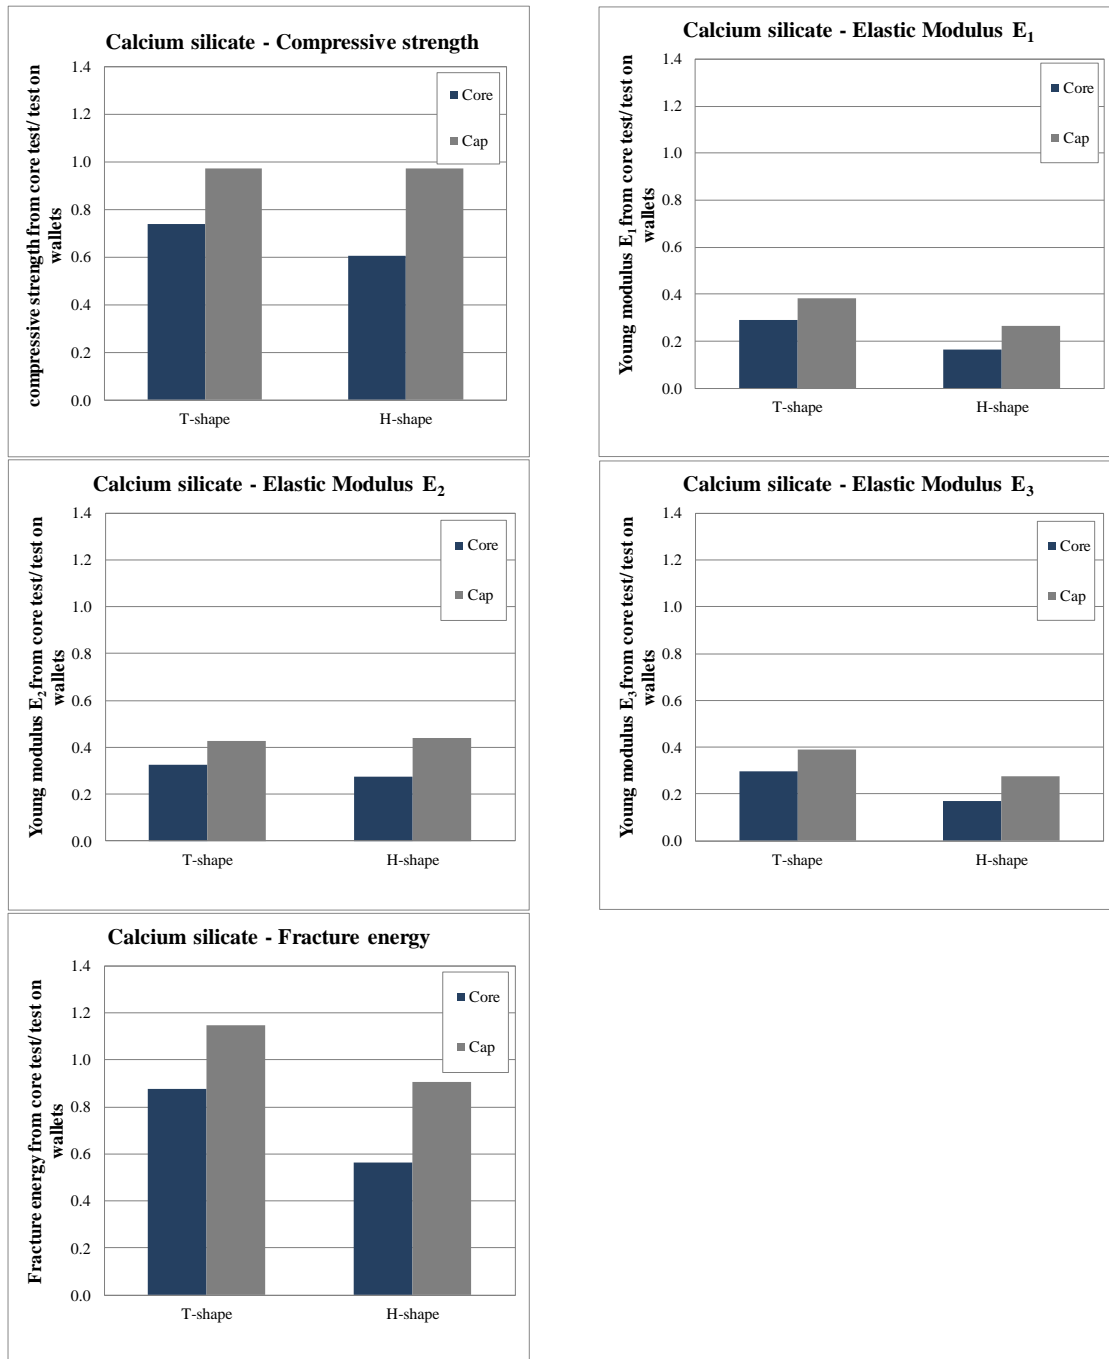 Calcium silicate - Compressive strength
compressive strength from core test/ test on
wallets
1.4
1.2
1.0
0.8
0.6
0.4
0.2
0.0
T-shape
H-shape
Core
Cap
Calcium silicate - Elastic Modulus E₁
Young modulus E₁ from core test/ test on
wallets
1.4
1.2
1.0
0.8
0.6
0.4
0.2
0.0
T-shape
H-shape
Core
Cap
Calcium silicate - Elastic Modulus E₂
Young modulus E₂ from core test/ test on
wallets
1.4
1.2
1.0
0.8
0.6
0.4
0.2
0.0
T-shape
H-shape
Core
Cap
Calcium silicate - Elastic Modulus E₃
Young modulus E₃ from core test/ test on
wallets
1.4
1.2
1.0
0.8
0.6
0.4
0.2
0.0
T-shape
H-shape
Core
Cap
Calcium silicate - Fracture energy
Fracture energy from core test/ test on
wallets
1.4
1.2
1.0
0.8
0.6
0.4
0.2
0.0
T-shape
H-shape
Core
Cap